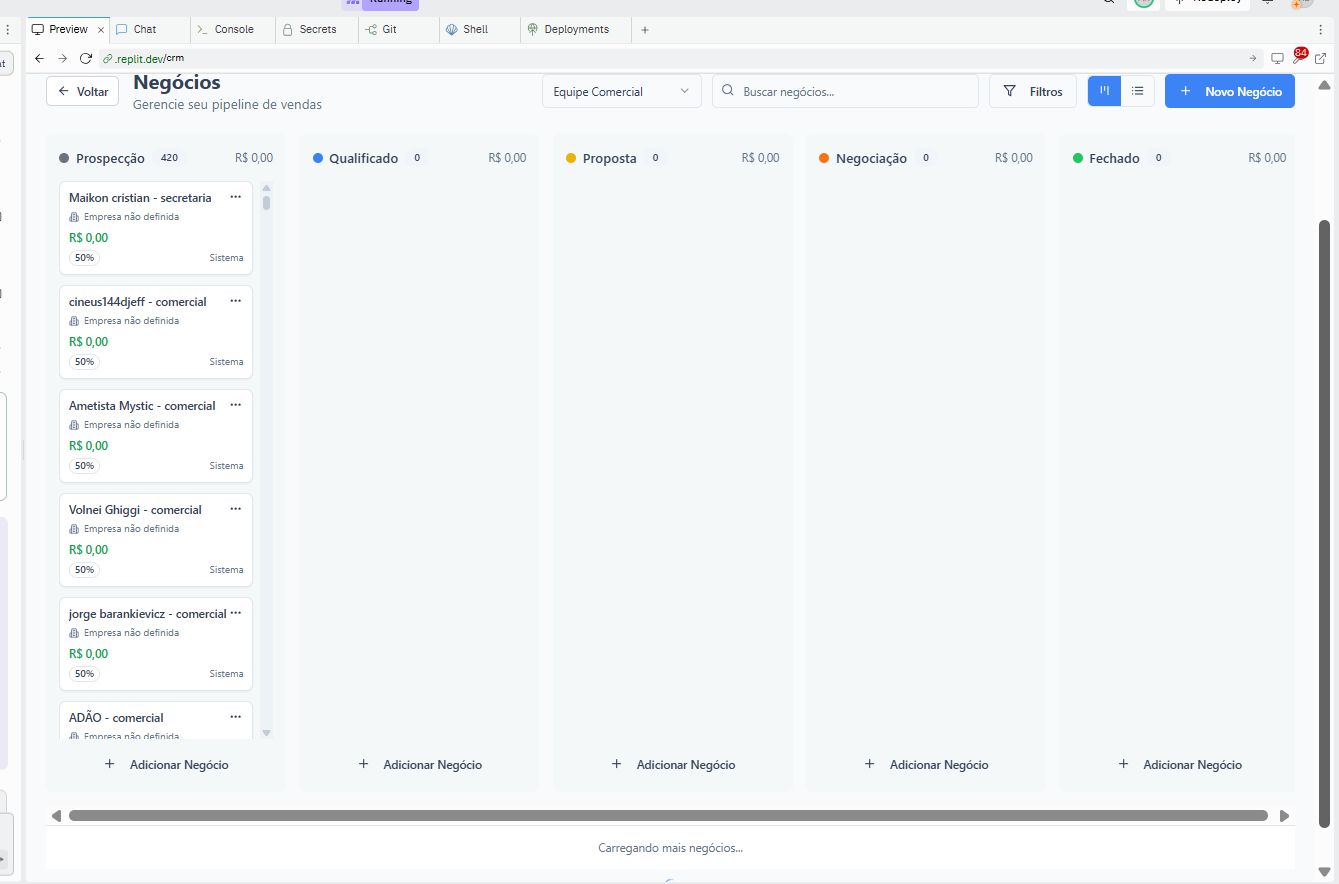 Running
Preview × Chat Console Secrets Git Shell Deployments +
.replit.dev/crm
84
Voltar
Negócios
Gerencie seu pipeline de vendas
Equipe Comercial
Buscar negócios...
Filtros
+ Novo Negócio
Prospecção 420 R$ 0,00
Qualificado 0 R$ 0,00
Proposta 0 R$ 0,00
Negociação 0 R$ 0,00
Fechado 0 R$ 0,00
Maikon cristian - secretaria ...
Empresa não definida
R$ 0,00
50% Sistema
cineus144djeff - comercial ...
Empresa não definida
R$ 0,00
50% Sistema
Ametista Mystic - comercial ...
Empresa não definida
R$ 0,00
50% Sistema
Volnei Ghiggi - comercial ...
Empresa não definida
R$ 0,00
50% Sistema
jorge barankievicz - comercial ...
Empresa não definida
R$ 0,00
50% Sistema
ADÃO - comercial ...
Empresa não definida
+ Adicionar Negócio
+ Adicionar Negócio
+ Adicionar Negócio
+ Adicionar Negócio
+ Adicionar Negócio
Carregando mais negócios...